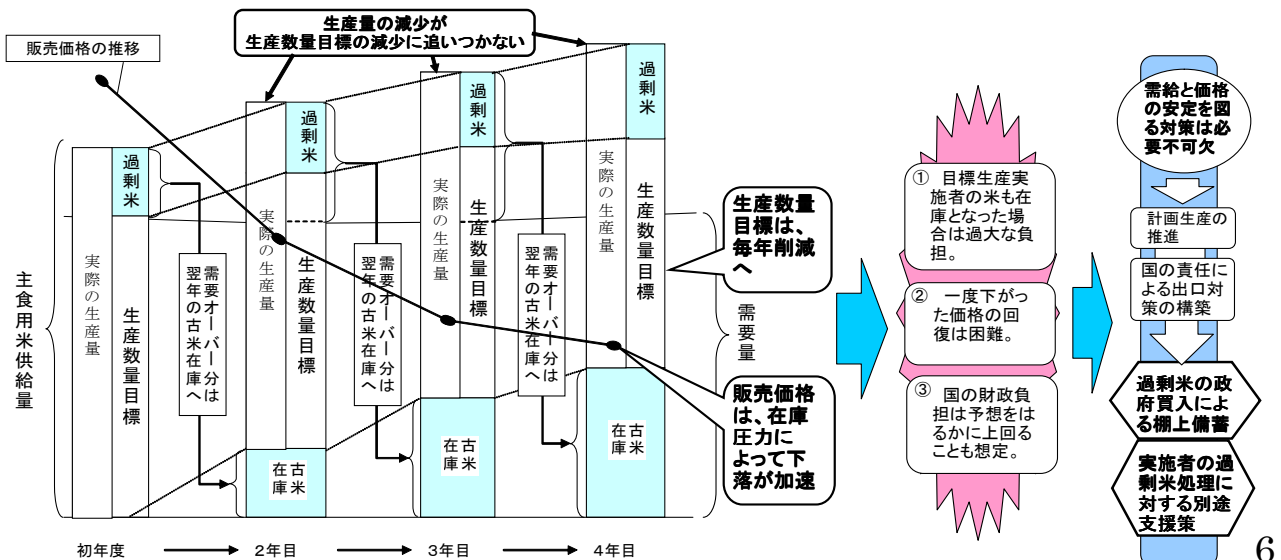 生産量の減少が
生産数量目標の減少に追いつかない
販売価格の推移
主食用米供給量
実際の生産量
過剰米
生産数量目標
需要オーバー分は
翌年の古米在庫へ
実際の生産量
過剰米
生産数量目標
古米
在庫
需要オーバー分は
翌年の古米在庫へ
実際の生産量
過剰米
生産数量目標
古米
在庫
需要オーバー分は
翌年の古米在庫へ
実際の生産量
過剰米
生産数量目標
古米
在庫
需要量
生産数量
目標は、
毎年削減
へ
販売価格
は、在庫
圧力に
よって下
落が加速
初年度
2年目
3年目
4年目
① 目標生産実
施者の米も在
庫となった場
合は過大な負
担。
② 一度下がっ
た価格の回
復は困難。
③ 国の財政負
担は予想をは
るかに上回る
ことも想定。
需給と価格
の安定を図
る対策は必
要不可欠
計画生産の
推進
国の責任に
よる出口対
策の構築
過剰米の政
府買入によ
る棚上備蓄
実施者の過
剰米処理に
対する別途
支援策
6